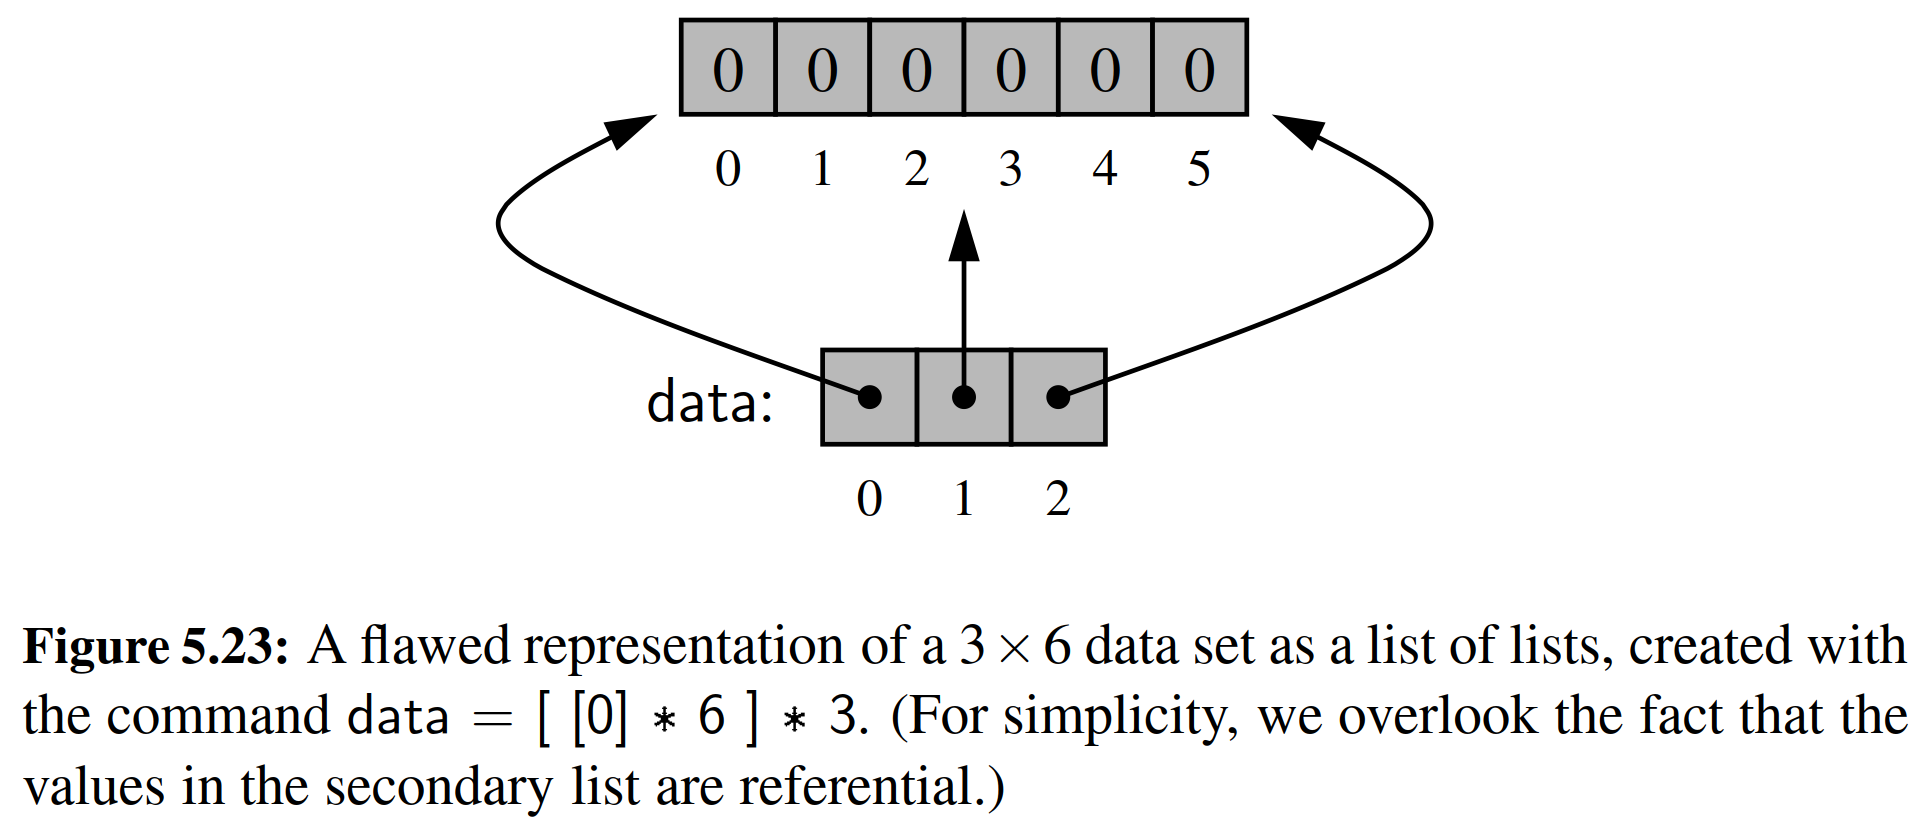 0 0 0 0 0 0
0 1 2 3 4 5
data:
0 1 2
Figure 5.23: A flawed representation of a 3 × 6 data set as a list of lists, created with
the command data = [ [0] * 6 ] * 3. (For simplicity, we overlook the fact that the
values in the secondary list are referential.)